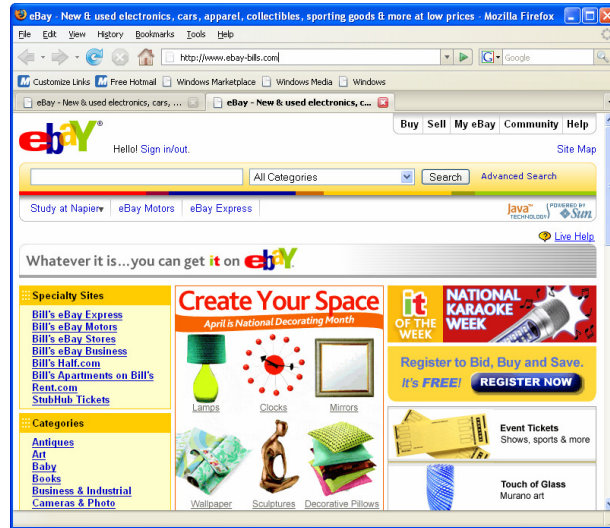 eBay - New & used electronics, cars, apparel, collectibles, sporting goods & more at low prices - Mozilla Firefox
File Edit View History Bookmarks Tools Help
http://www.ebay-bills.com
G Google
Customize Links Free Hotmail Windows Marketplace Windows Media Windows
eBay - New & used electronics, cars, ... eBay - New & used electronics, c...
ebY®
Buy Sell My eBay Community Help
Hello! Sign in/out.
Site Map
All Categories Search Advanced Search
Study at Napier eBay Motors eBay Express
Java™ TECHNOLOGY POWERED BY Sun
Live Help
Whatever it is...you can get it on ebY.
Specialty Sites
Bill's eBay Express
Bill's eBay Motors
Bill's eBay Stores
Bill's eBay Business
Bill's Half.com
Bill's Apartments on Bill's
Rent.com
StubHub Tickets
Categories
Antiques
Art
Baby
Books
Business & Industrial
Cameras & Photo
Create Your Space
April is National Decorating Month
Lamps Clocks Mirrors
Wallpaper Sculptures Decorative Pillows
it
OF THE
WEEK
NATIONAL
KARAOKE
WEEK
Register to Bid, Buy and Save.
It's FREE! REGISTER NOW
Event Tickets
Shows, sports & more
Touch of Glass
Murano art